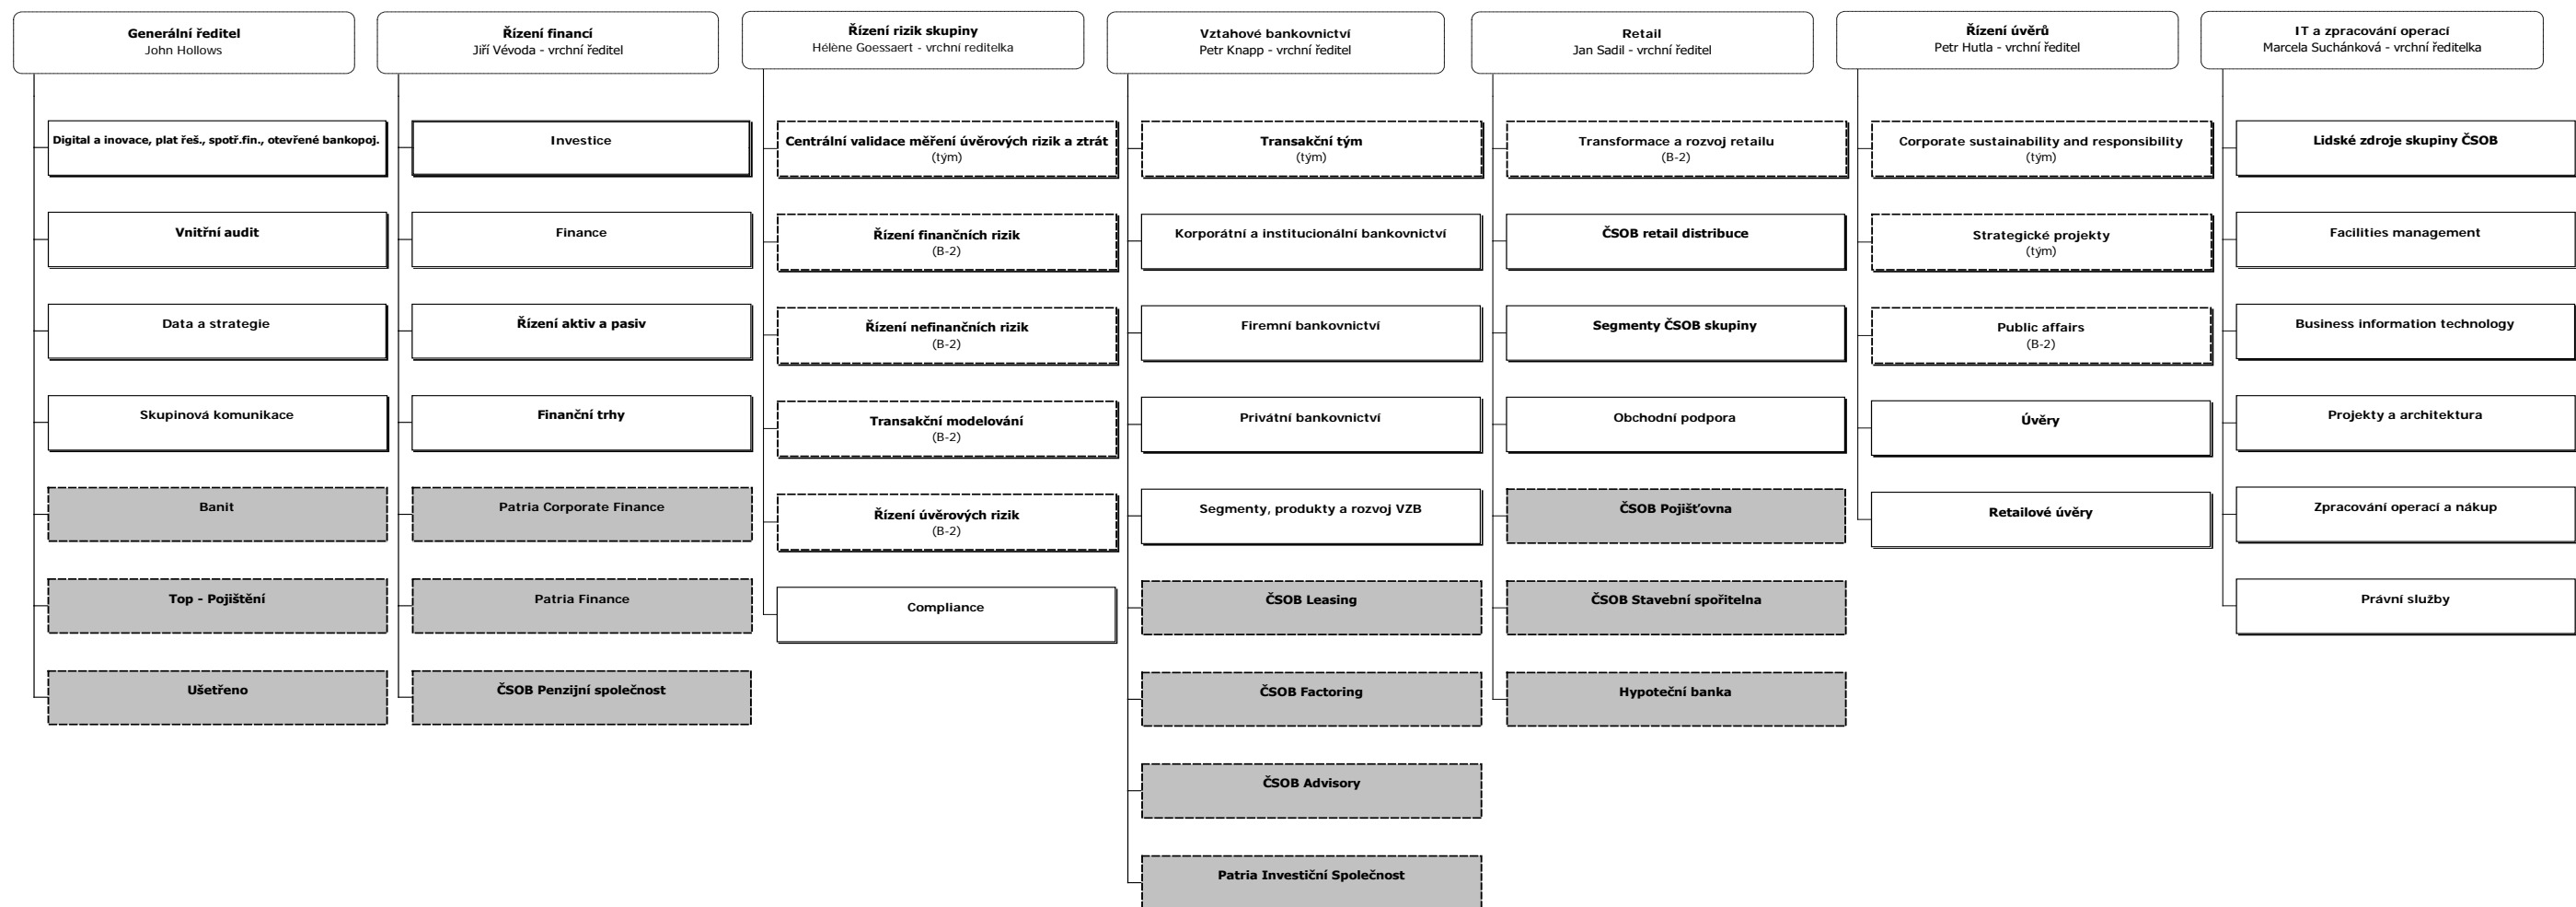 Generální ředitel
John Hollows
Digital a inovace, plat řeš., spotř.fin., otevřené bankopoj.
Vnitřní audit
Data a strategie
Skupinová komunikace
Banit
Top - Pojištění
Ušetřeno
Řízení financí
Jiří Vévoda - vrchní ředitel
Investice
Finance
Řízení aktiv a pasiv
Finanční trhy
Patria Corporate Finance
Patria Finance
ČSOB Penzijní společnost
Řízení rizik skupiny
Hélène Goessaert - vrchní reditelka
Centrální validace měření úvěrových rizik a ztrát
(tým)
Řízení finančních rizik
(B-2)
Řízení nefinančních rizik
(B-2)
Transakční modelování
(B-2)
Řízení úvěrových rizik
(B-2)
Compliance
Vztahové bankovnictví
Petr Knapp - vrchní ředitel
Transakční tým
(tým)
Korporátní a institucionální bankovnictví
Firemní bankovnictví
Privátní bankovnictví
Segmenty, produkty a rozvoj VZB
ČSOB Leasing
ČSOB Factoring
ČSOB Advisory
Patria Investiční Společnost
Retail
Jan Sadil - vrchní ředitel
Transformace a rozvoj retailu
(B-2)
ČSOB retail distribuce
Segmenty ČSOB skupiny
Obchodní podpora
ČSOB Pojišťovna
ČSOB Stavební spořitelna
Hypoteční banka
Řízení úvěrů
Petr Hutla - vrchní ředitel
Corporate sustainability and responsibility
(tým)
Strategické projekty
(tým)
Public affairs
(B-2)
Úvěry
Retailové úvěry
IT a zpracování operací
Marcela Suchánková - vrchní ředitelka
Lidské zdroje skupiny ČSOB
Facilities management
Business information technology
Projekty a architektura
Zpracování operací a nákup
Právní služby